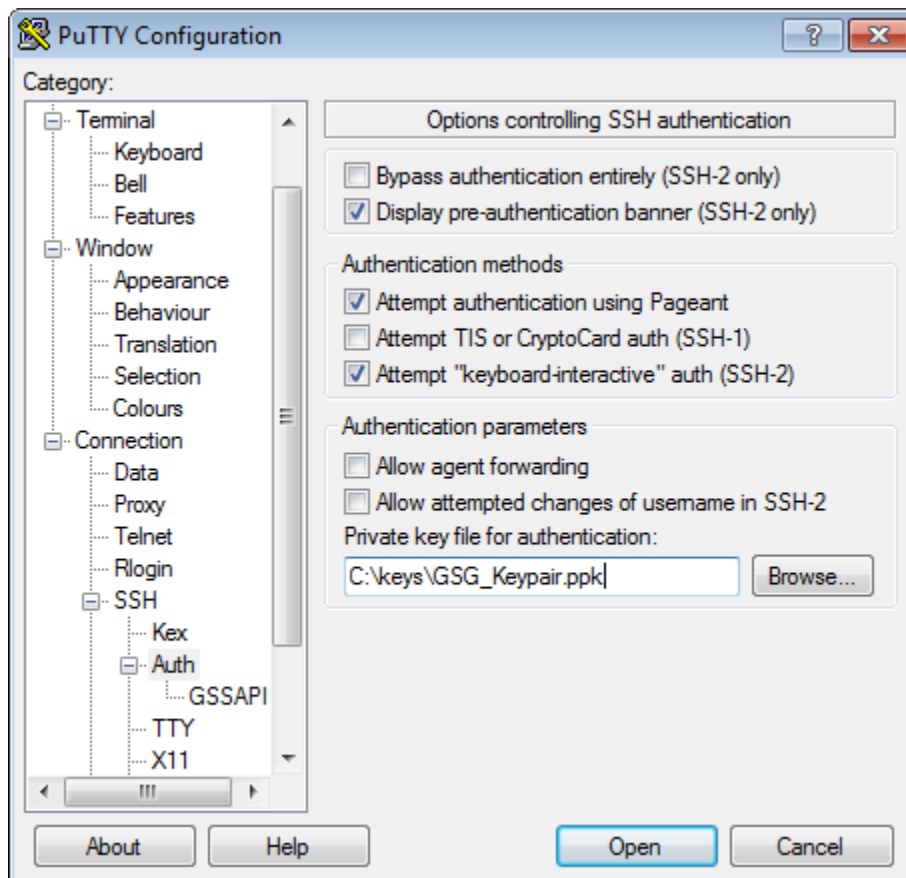 PuTTY Configuration
Category:
Terminal
Keyboard
Bell
Features
Window
Appearance
Behaviour
Translation
Selection
Colours
Connection
Data
Proxy
Telnet
Rlogin
SSH
Kex
Auth
GSSAPI
TTY
X11
Options controlling SSH authentication
Bypass authentication entirely (SSH-2 only)
Display pre-authentication banner (SSH-2 only)
Authentication methods
Attempt authentication using Pageant
Attempt TIS or CryptoCard auth (SSH-1)
Attempt "keyboard-interactive" auth (SSH-2)
Authentication parameters
Allow agent forwarding
Allow attempted changes of username in SSH-2
Private key file for authentication:
C:\keys\GSG_Keypair.ppk
Browse...
About
Help
Open
Cancel